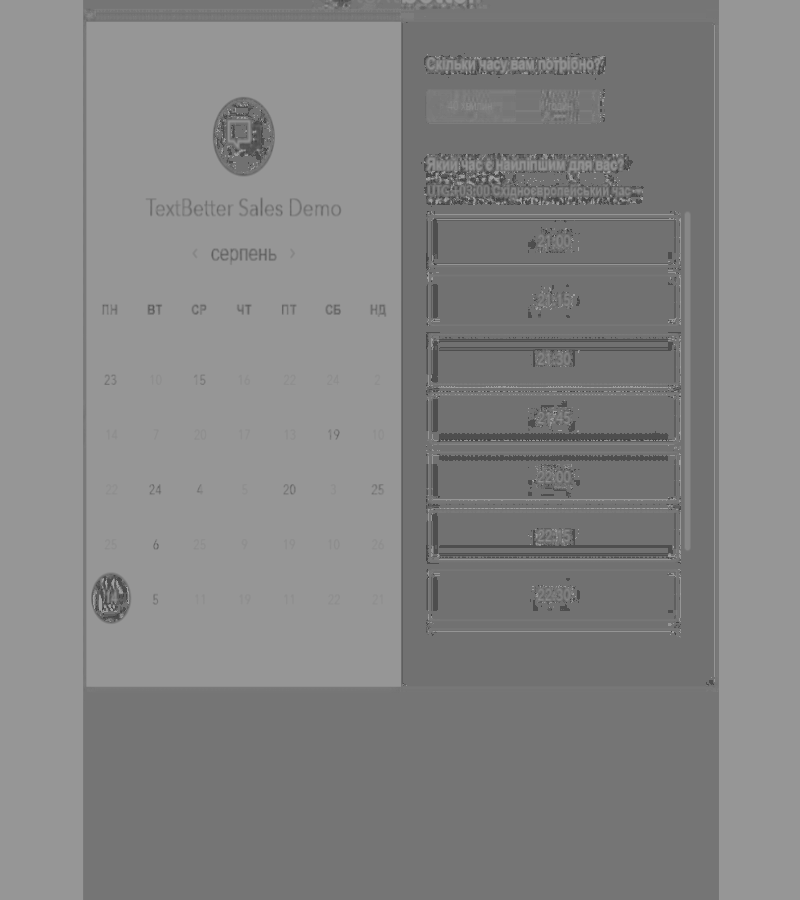 TextBetter Sales Demo
‹ серпень ›
ПН ВТ СР ЧТ ПТ СБ НД
23 10 15 16 22 24 2
14 7 20 17 13 19 10
22 24 4 5 20 3 25
25 6 25 9 19 10 26
5 11 19 11 22 21
Скільки часу вам потрібно?
Який час є найліпшим для вас?
UTC +03:00 Східноєвропейський час
21:00
21:15
21:30
21:45
22:00
22:15
22:30